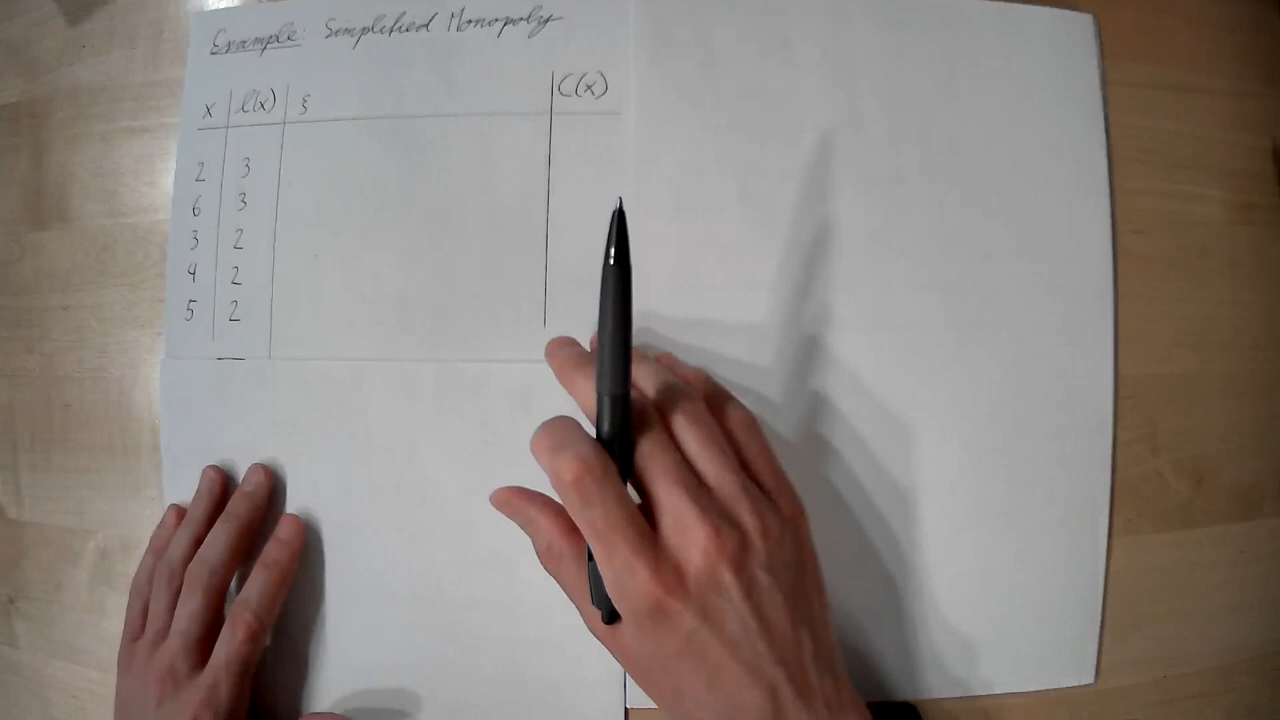 Example: Simplified Monopoly
x ℓ(x) ξ C(x)
2 3
6 3
3 2
4 2
5 2